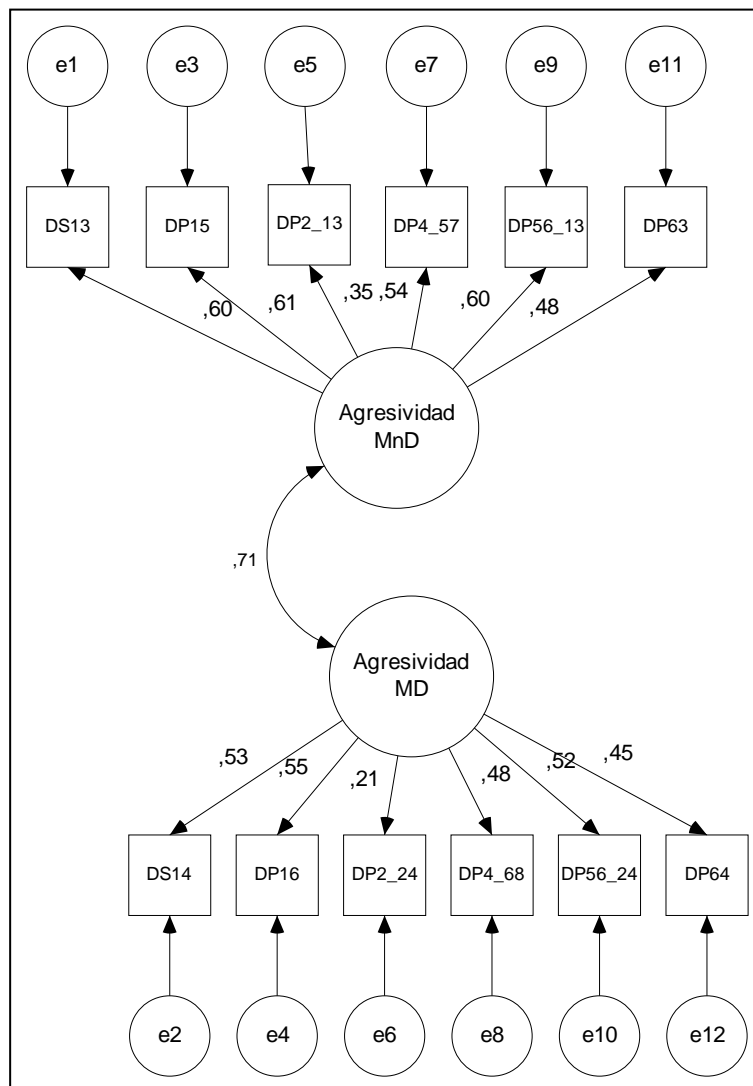 e1 e3 e5 e7 e9 e11
DS13 DP15 DP2_13 DP4_57 DP56_13 DP63
,60 ,61 ,35 ,54 ,60 ,48
Agresividad
MnD
,71
Agresividad
MD
,53 ,55 ,21 ,48 ,52 ,45
DS14 DP16 DP2_24 DP4_68 DP56_24 DP64
e2 e4 e6 e8 e10 e12